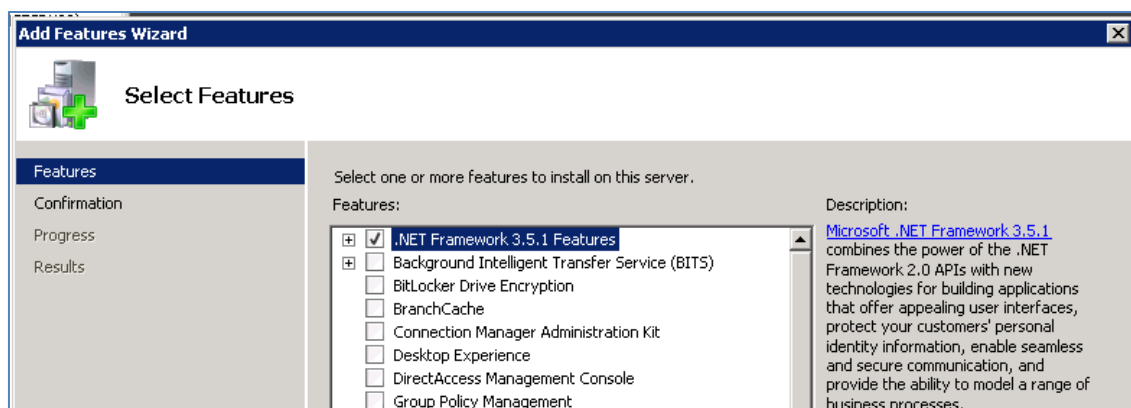 Add Features Wizard
Select Features
Features
Confirmation
Progress
Results
Select one or more features to install on this server.
Features:
.NET Framework 3.5.1 Features
Background Intelligent Transfer Service (BITS)
BitLocker Drive Encryption
BranchCache
Connection Manager Administration Kit
Desktop Experience
DirectAccess Management Console
Group Policy Management
Description:
Microsoft .NET Framework 3.5.1
combines the power of the .NET
Framework 2.0 APIs with new
technologies for building applications
that offer appealing user interfaces,
protect your customers' personal
identity information, enable seamless
and secure communication, and
provide the ability to model a range of
business processes.